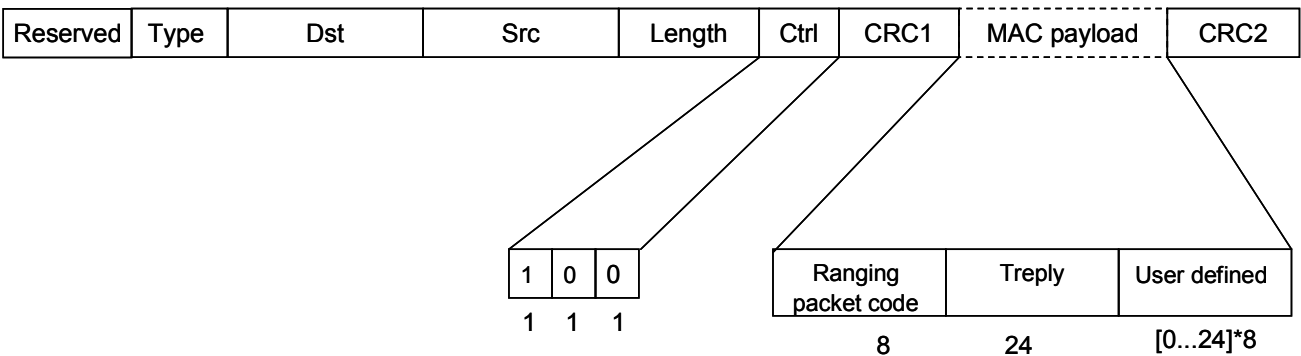 Reserved Type Dst Src Length Ctrl CRC1 MAC payload CRC2
1 0 0
1 1 1
Ranging packet code Treply User defined
8 24 [0...24]*8